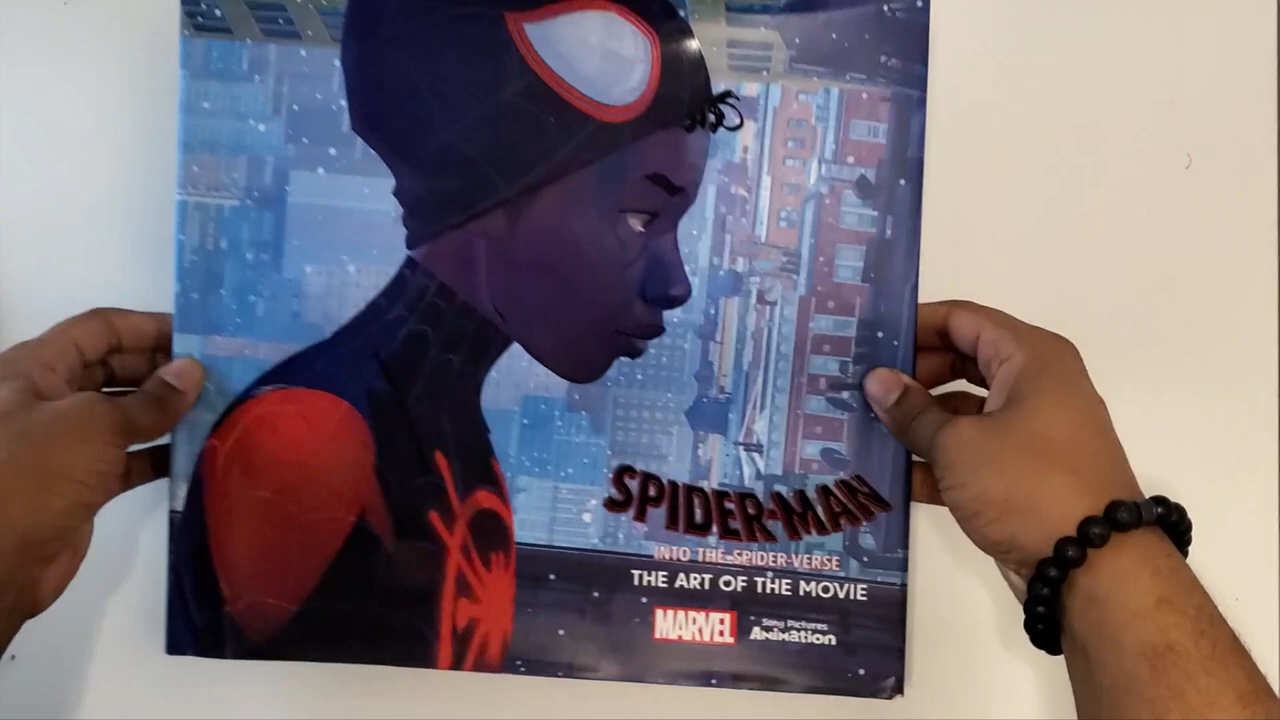 SPIDER-MAN
INTO THE SPIDER-VERSE
THE ART OF THE MOVIE
MARVEL
Sony Pictures
Animation